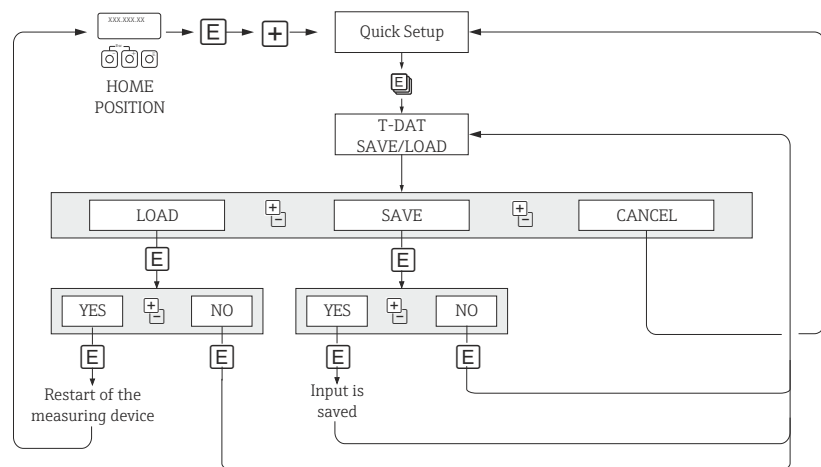 XXX.XXX.XX
E
+
Quick Setup
Esc
- + E
HOME
POSITION
E
T-DAT
SAVE/LOAD
LOAD
+
-
SAVE
+
-
CANCEL
E
E
YES
+
-
NO
YES
+
-
NO
E
E
E
E
Restart of the
measuring device
Input is
saved